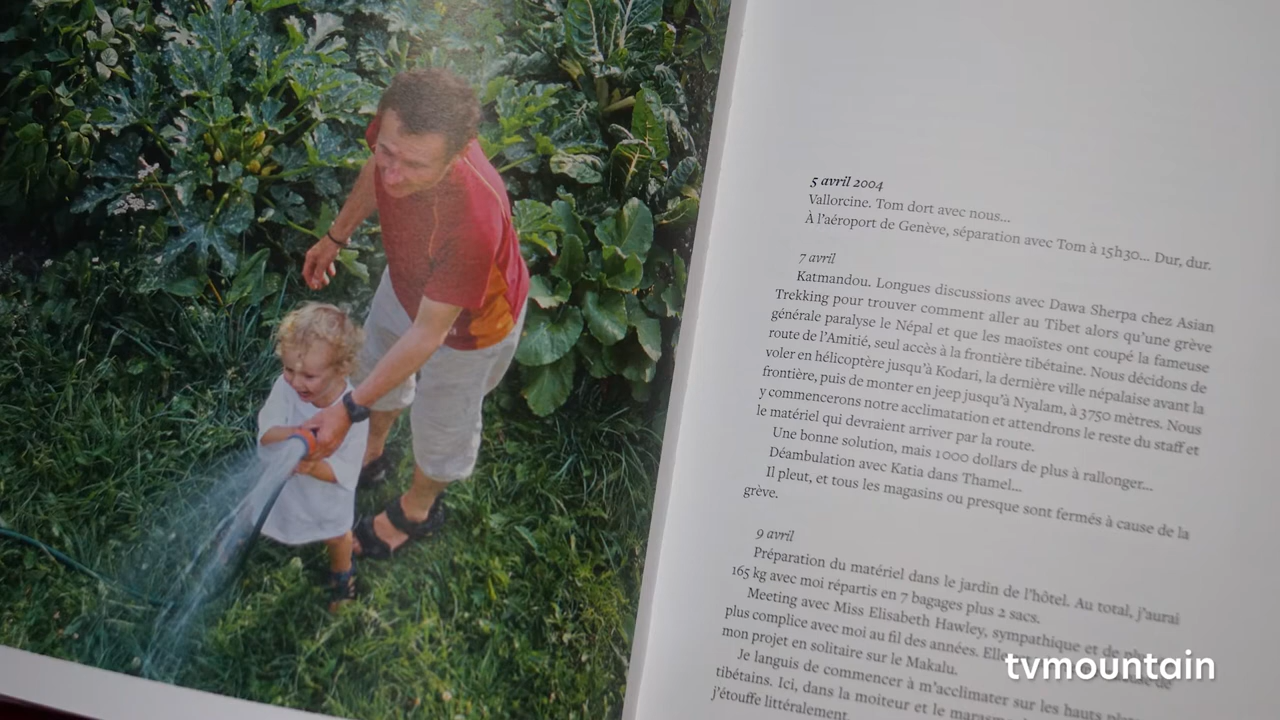 5 avril 2004
Vallorcine. Tom dort avec nous...
À l'aéroport de Genève, séparation avec Tom à 15h30... Dur, dur.
7 avril
Katmandou. Longues discussions avec Dawa Sherpa chez Asian
Trekking pour trouver comment aller au Tibet alors qu'une grève
générale paralyse le Népal et que les maoïstes ont coupé la fameuse
route de l'Amitié, seul accès à la frontière tibétaine. Nous décidons de
voler en hélicoptère jusqu'à Kodari, la dernière ville népalaise avant la
frontière, puis de monter en jeep jusqu'à Nyalam, à 3750 mètres. Nous
y commencerons notre acclimatation et attendrons le reste du staff et
le matériel qui devraient arriver par la route.
Une bonne solution, mais 1000 dollars de plus à rallonger...
Déambulation avec Katia dans Thamel...
Il pleut, et tous les magasins ou presque sont fermés à cause de la
grève.
9 avril
Préparation du matériel dans le jardin de l'hôtel. Au total, j'aurai
165 kg avec moi répartis en 7 bagages plus 2 sacs.
Meeting avec Miss Elisabeth Hawley, sympathique et de
plus complice avec moi au fil des années. Elle
mon projet en solitaire sur le Makalu.
Je languis de commencer à m'acclimater sur les hauts
tibétains. Ici, dans la moiteur et le
j'étouffe littéralement.
tvmountain